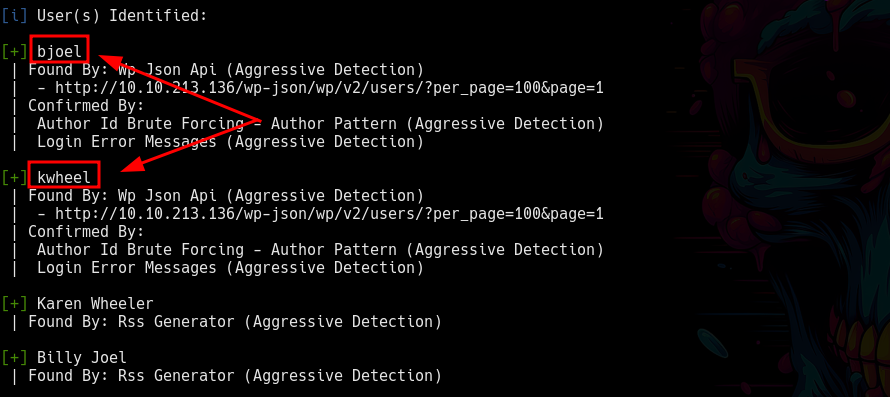 [i] User(s) Identified:
[+] bjoel
| Found By: Wp Json Api (Aggressive Detection)
|  - http://10.10.213.136/wp-json/wp/v2/users/?per_page=100&page=1
| Confirmed By:
|  Author Id Brute Forcing - Author Pattern (Aggressive Detection)
|  Login Error Messages (Aggressive Detection)
[+] kwheel
| Found By: Wp Json Api (Aggressive Detection)
|  - http://10.10.213.136/wp-json/wp/v2/users/?per_page=100&page=1
| Confirmed By:
|  Author Id Brute Forcing - Author Pattern (Aggressive Detection)
|  Login Error Messages (Aggressive Detection)
[+] Karen Wheeler
| Found By: Rss Generator (Aggressive Detection)
[+] Billy Joel
| Found By: Rss Generator (Aggressive Detection)